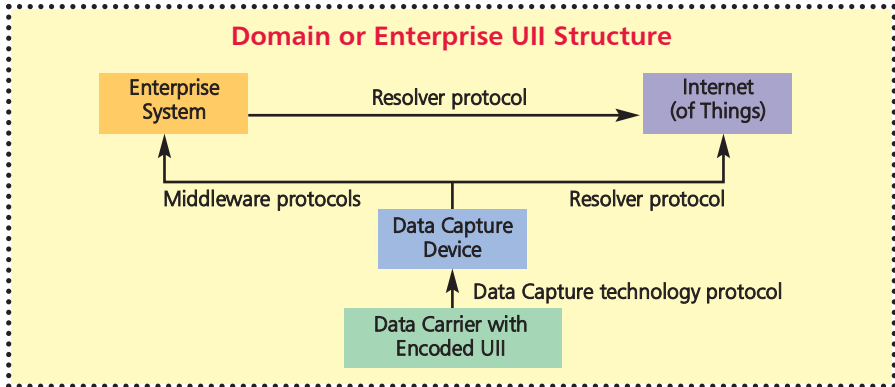 Domain or Enterprise UII Structure
Enterprise
System
Resolver protocol
Internet
(of Things)
Middleware protocols
Resolver protocol
Data Capture
Device
Data Capture technology protocol
Data Carrier with
Encoded UII